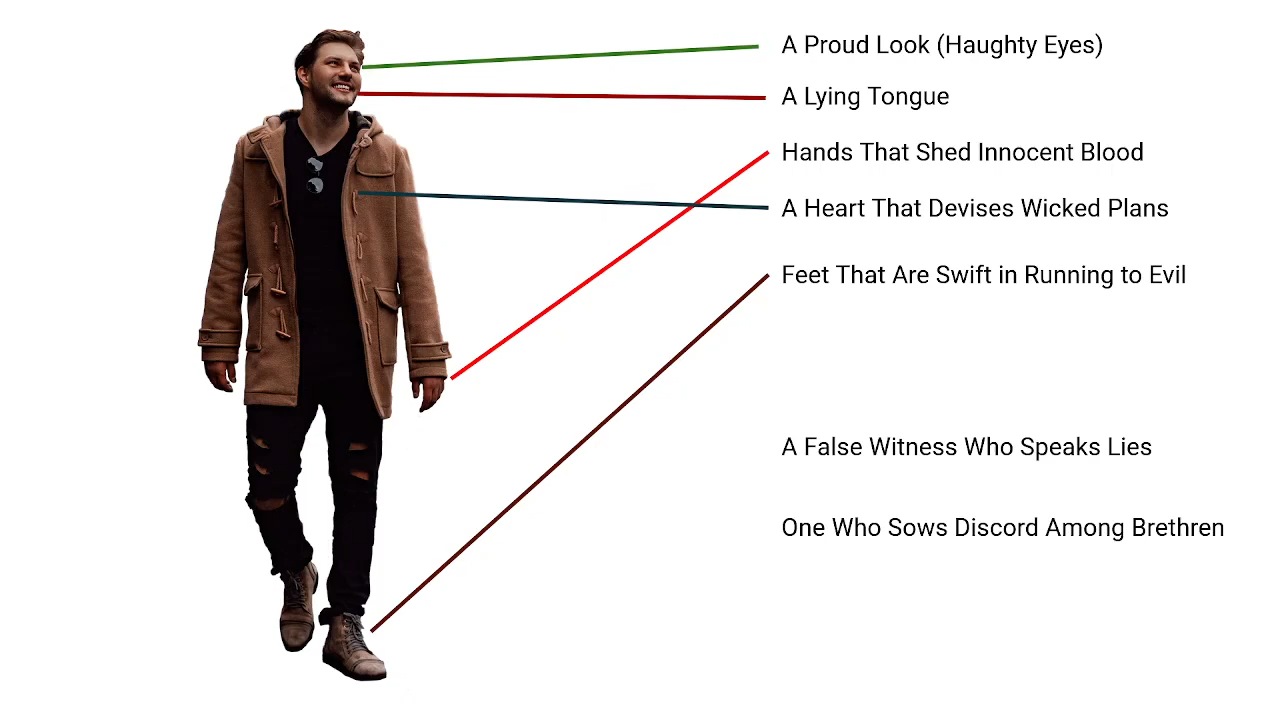 A Proud Look (Haughty Eyes)
A Lying Tongue
Hands That Shed Innocent Blood
A Heart That Devises Wicked Plans
Feet That Are Swift in Running to Evil
A False Witness Who Speaks Lies
One Who Sows Discord Among Brethren